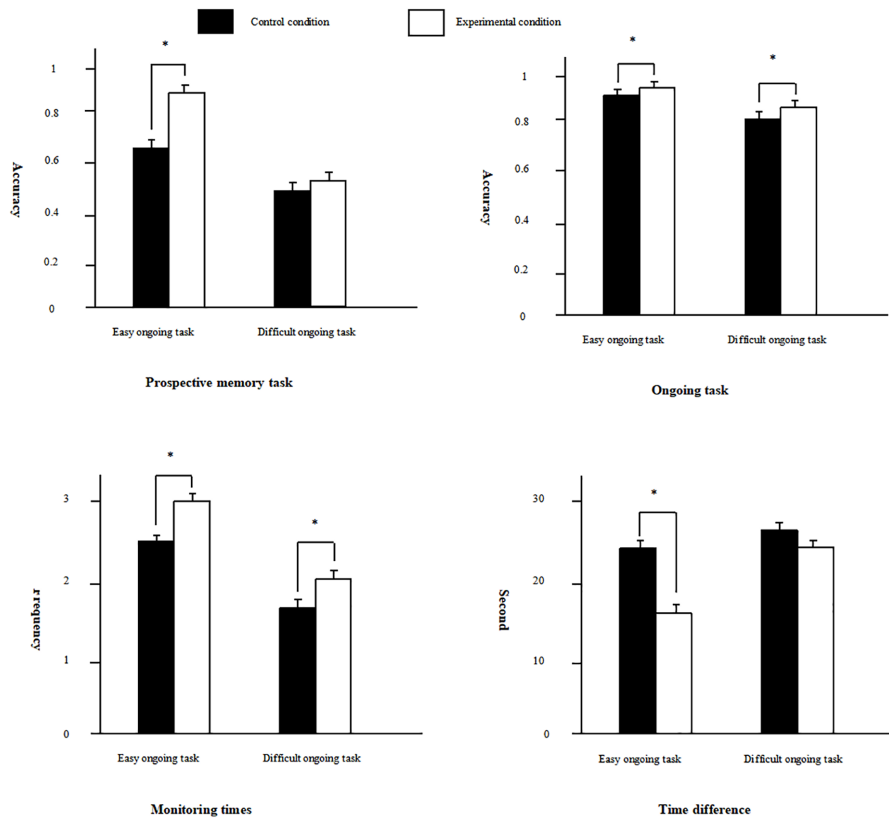 Control condition
Experimental condition
*
1
0.8
0.6
0.4
0.2
0
Accuracy
Easy ongoing task
Difficult ongoing task
Prospective memory task
*
*
1
0.8
0.6
0.4
0.2
0
Accuracy
Easy ongoing task
Difficult ongoing task
Ongoing task
*
*
3
2
1
0
rrequency
Easy ongoing task
Difficult ongoing task
Monitoring times
*
30
20
10
0
Second
Easy ongoing task
Difficult ongoing task
Time difference